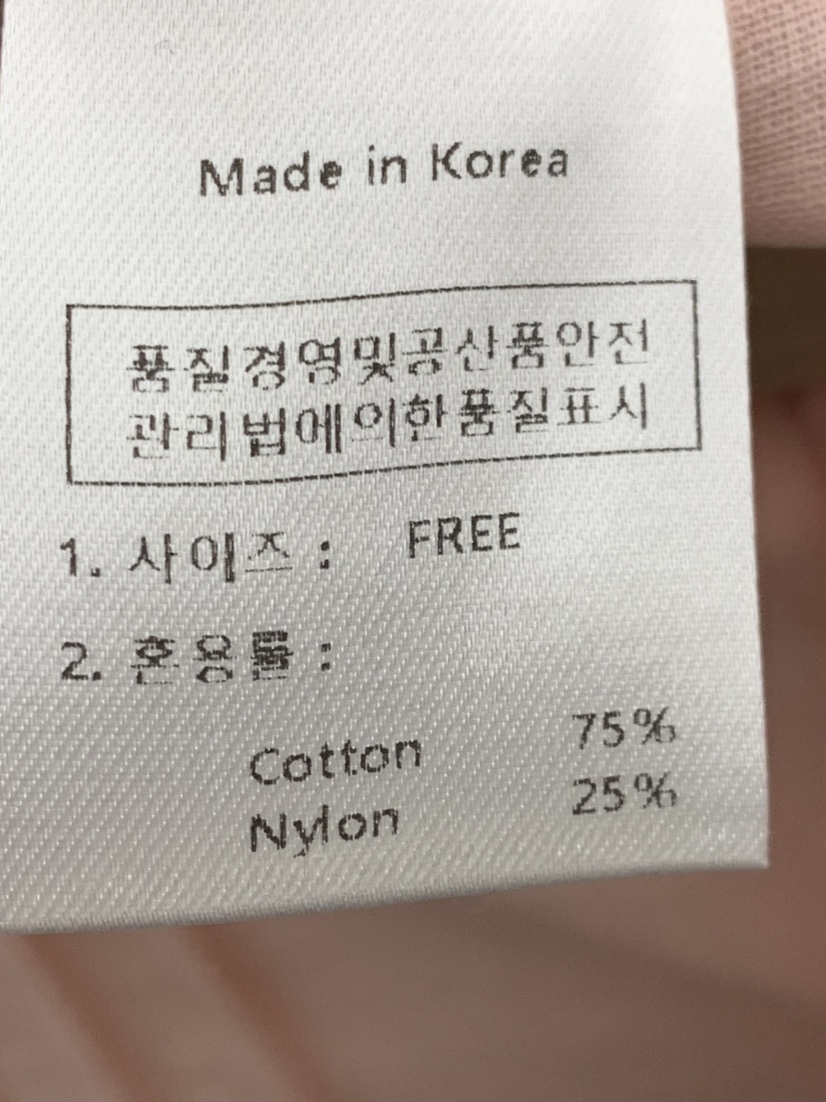 Made in Korea
품질경영및공산품안전
관리법에의한품질표시
1. 사이즈 : FREE
2. 혼용률 :
Cotton 75%
Nylon 25%